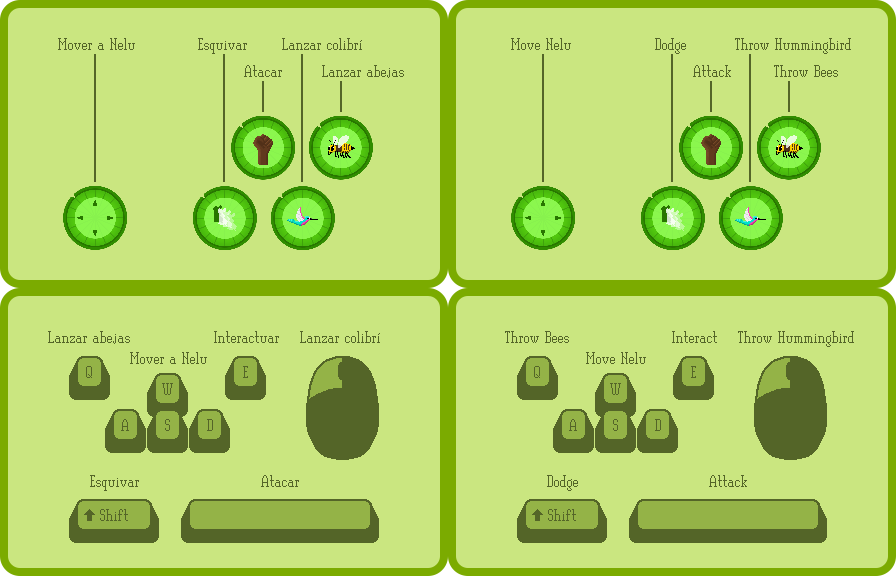 Mover a Nelu
Esquivar
Lanzar colibrí
Atacar
Lanzar abejas
Move Nelu
Dodge
Throw Hummingbird
Attack
Throw Bees
Lanzar abejas
Interactuar
Lanzar colibrí
Mover a Nelu
Q
W
E
A
S
D
Esquivar
Atacar
Shift
Throw Bees
Interact
Throw Hummingbird
Move Nelu
Q
W
E
A
S
D
Dodge
Attack
Shift